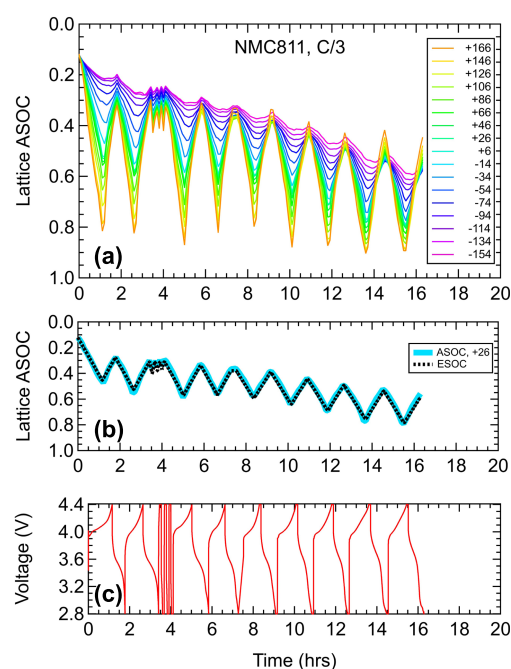 NMC811, C/3
Lattice ASOC
0.0
0.2
0.4
0.6
0.8
1.0
(a)
+166
+146
+126
+106
+86
+66
+46
+26
+6
-14
-34
-54
-74
-94
-114
-134
-154
0 2 4 6 8 10 12 14 16 18 20
Lattice ASOC
0.0
0.2
0.4
0.6
0.8
1.0
(b)
ASOC, +26
ESOC
0 2 4 6 8 10 12 14 16 18 20
Voltage (V)
4.4
4.0
3.6
3.2
2.8
(c)
0 2 4 6 8 10 12 14 16 18 20
Time (hrs)